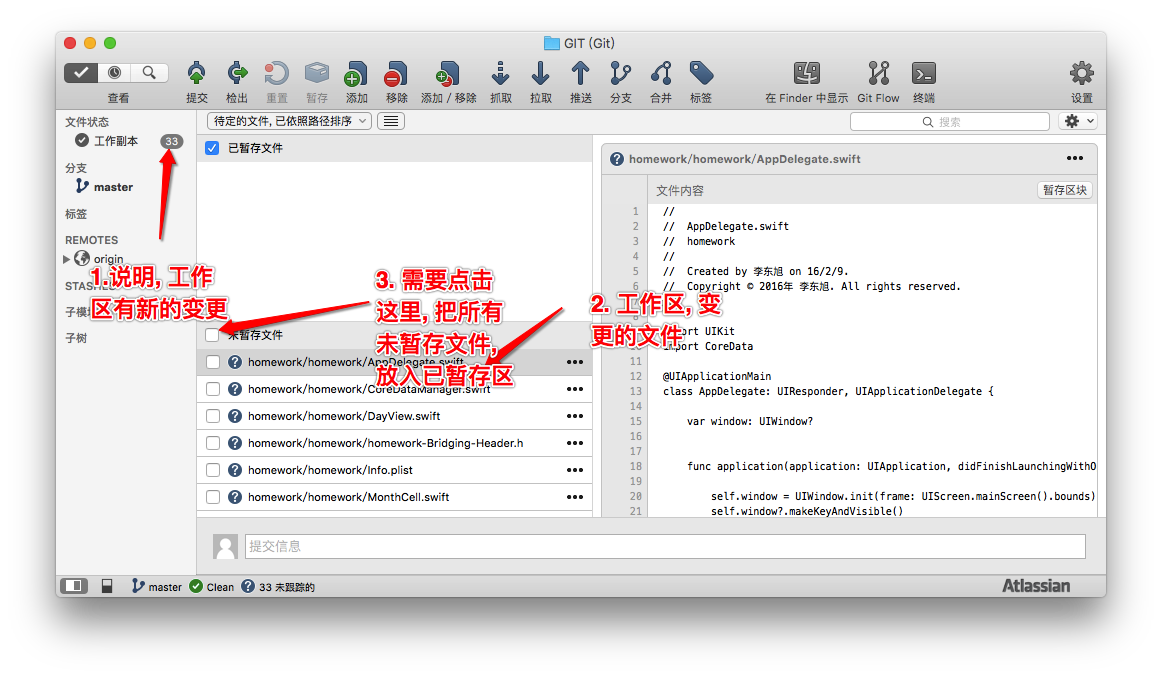 GIT (Git)
查看
提交
检出
重置
暂存
添加
移除
添加 / 移除
抓取
拉取
推送
分支
合并
标签
在 Finder 中显示
Git Flow
终端
设置
文件状态
工作副本
33
分支
master
标签
REMOTES
origin
STASHES
子树
待定的文件, 已依照路径排序
搜索
已暂存文件
未暂存文件
homework/homework/AppDelegate.swift
homework/homework/CoreDataManager.swift
homework/homework/DayView.swift
homework/homework/homework-Bridging-Header.h
homework/homework/Info.plist
homework/homework/MonthCell.swift
homework/homework/AppDelegate.swift
文件内容
暂存区块
1 //
2 // AppDelegate.swift
3 // homework
4 //
5 // Created by 李东旭 on 16/2/9.
6 // Copyright © 2016年 李东旭. All rights reserved.
7
UIKit
import CoreData
11
12 @UIApplicationMain
13 class AppDelegate: UIResponder, UIApplicationDelegate {
14
15 var window: UIWindow?
16
17
18 func application(application: UIApplication, didFinishLaunchingWithO
19
20 self.window = UIWindow.init(frame: UIScreen.mainScreen().bounds)
21 self.window?.makeKeyAndVisible()
1.说明, 工作
区有新的变更
3. 需要点击
这里, 把所有
未暂存文件,
放入已暂存区
2. 工作区, 变
更的文件
提交信息
master
Clean
33 未跟踪的
Atlassian